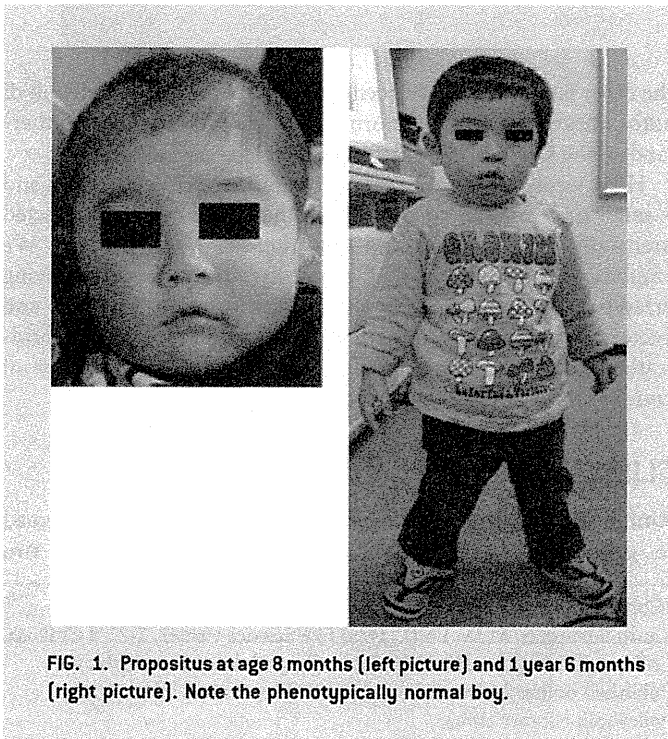 FIG. 1. Propositus at age 8 months (left picture) and 1 year 6 months
(right picture). Note the phenotypically normal boy.